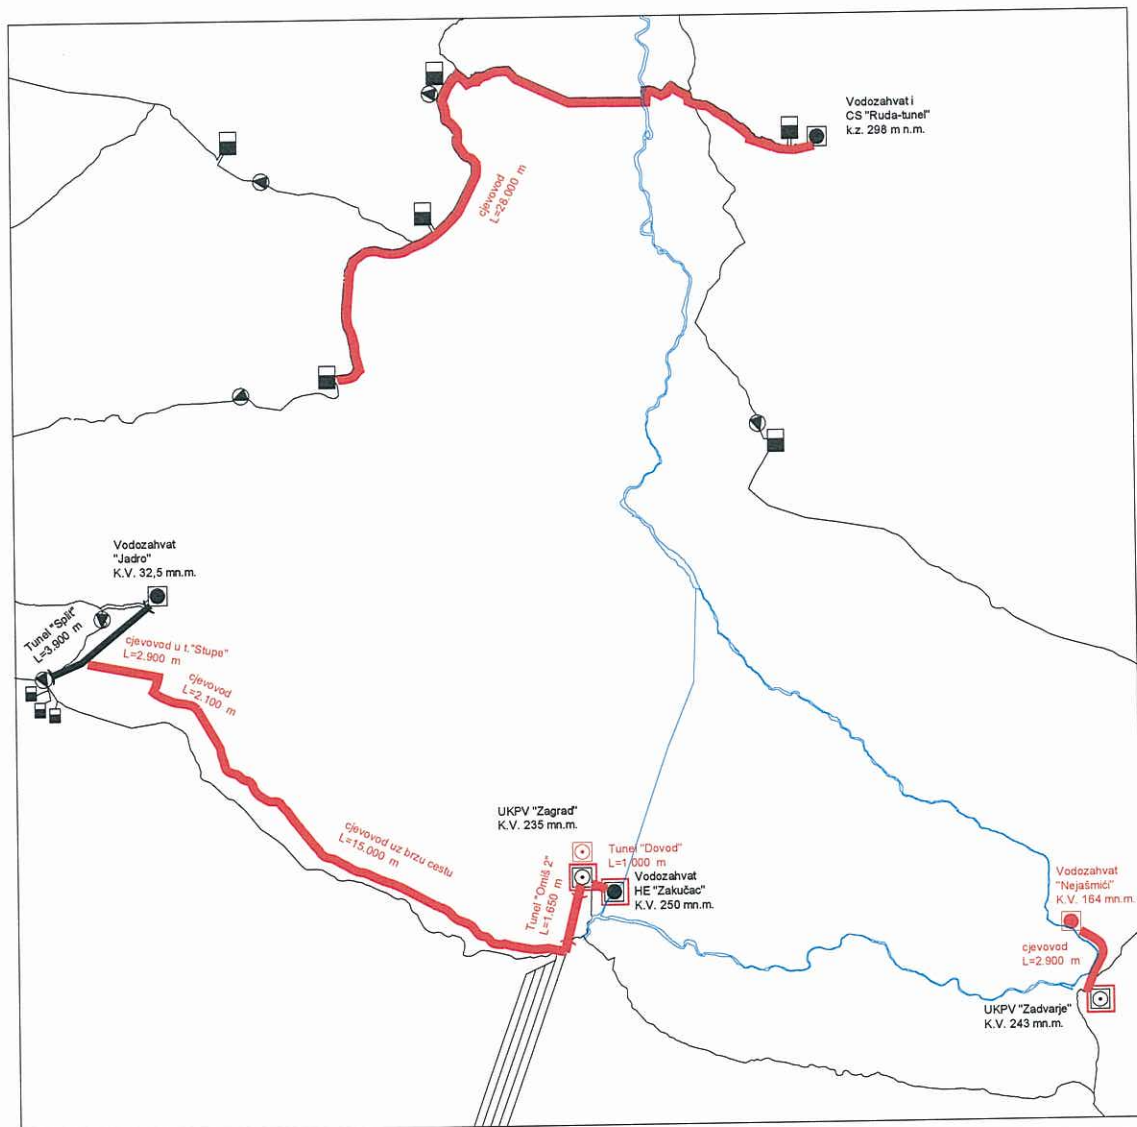 Vodozahvat i
CS "Ruda-tunel"
k.z. 298 m n.m.
cjevovod
L=28.000 m
Vodozahvat
"Jadro"
K.V. 32,5 mn.m.
Tunel "Split"
L=3.900 m
cjevovod u t."Stupe"
L=2.900 m
cjevovod
L=2.100 m
cjevovod uz brzu cestu
L=15.000 m
UKPV "Zagrad"
K.V. 235 mn.m.
Tunel "Omiš 2"
L=1.650 m
Tunel "Dovod"
L=1.000 m
Vodozahvat
HE "Zakučac"
K.V. 250 mn.m.
Vodozahvat
"Nejašmići"
K.V. 164 mn.m.
cjevovod
L=2.900 m
UKPV "Zadvarje"
K.V. 243 mn.m.